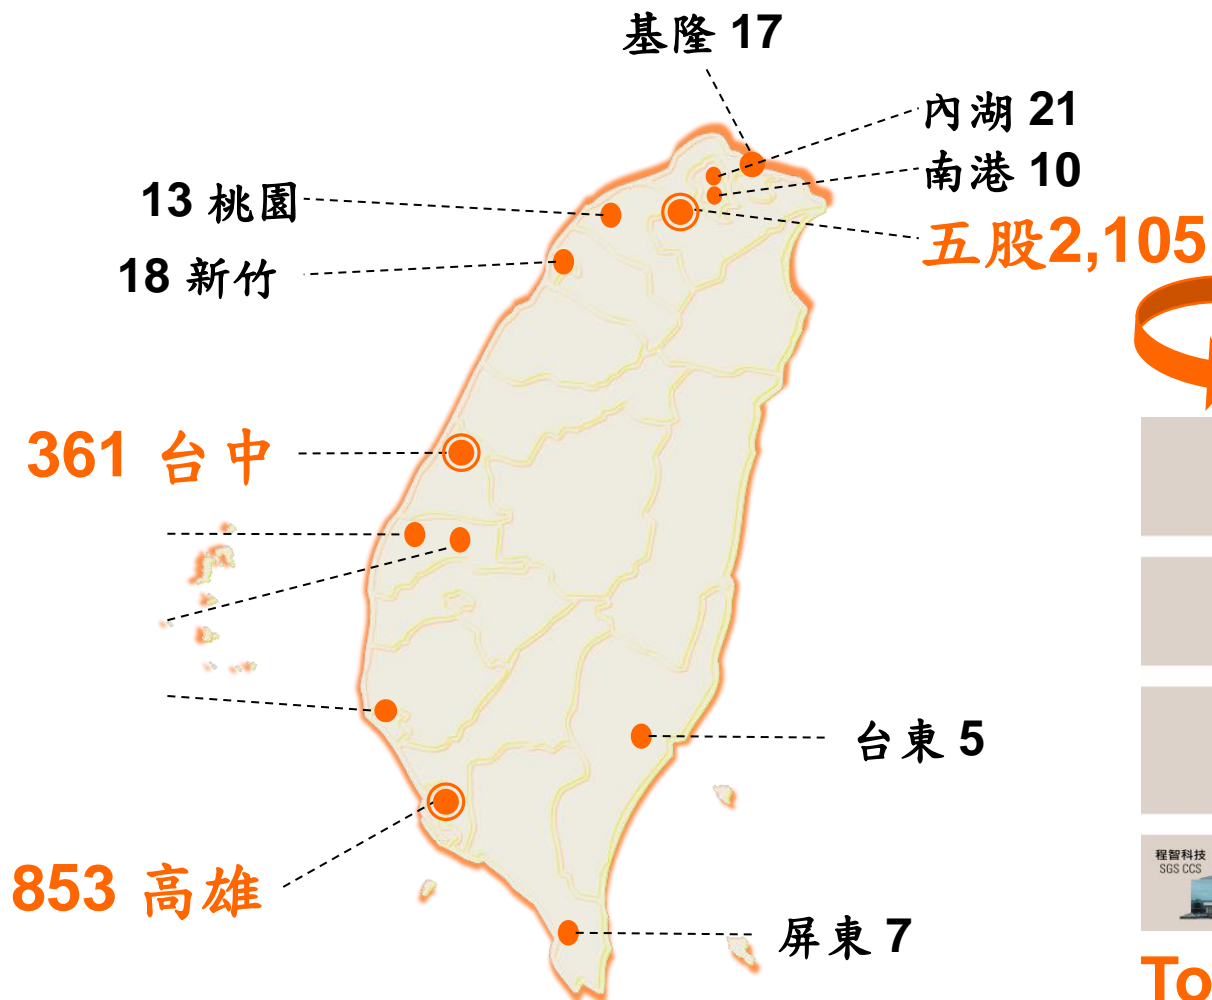 基隆 17
內湖 21
南港 10
13 桃園
五股2,105
18 新竹
361 台中
台東 5
853 高雄
屏東 7
程智科技
SGS CCS
To